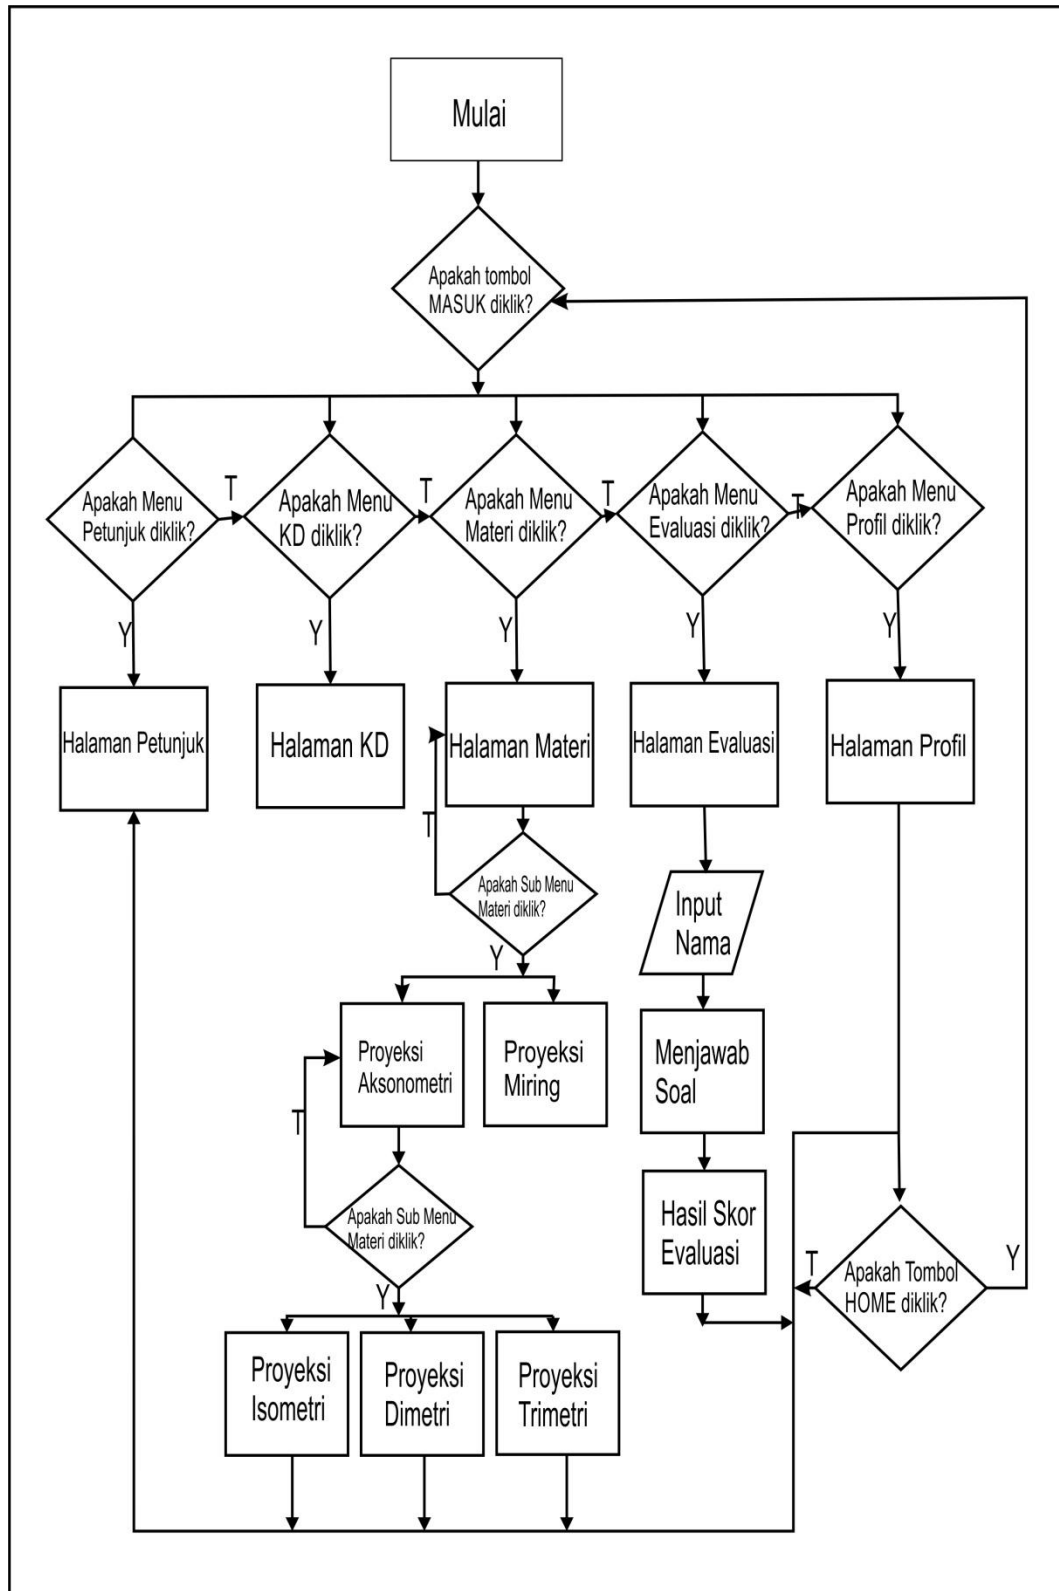 Mulai
Apakah tombol
MASUK diklik?
Apakah Menu
Petunjuk diklik?
T
Apakah Menu
KD diklik?
T
Apakah Menu
Materi diklik?
T
Apakah Menu
Evaluasi diklik?
T
Apakah Menu
Profil diklik?
Y
Y
Y
Y
Y
Halaman Petunjuk
Halaman KD
Halaman Materi
Halaman Evaluasi
Halaman Profil
T
Apakah Sub Menu
Materi diklik?
Y
Input
Nama
Proyeksi
Aksonometri
Proyeksi
Miring
Menjawab
Soal
T
Apakah Sub Menu
Materi diklik?
Y
Hasil Skor
Evaluasi
T
Apakah Tombol
HOME diklik?
Y
Proyeksi
Isometri
Proyeksi
Dimetri
Proyeksi
Trimetri